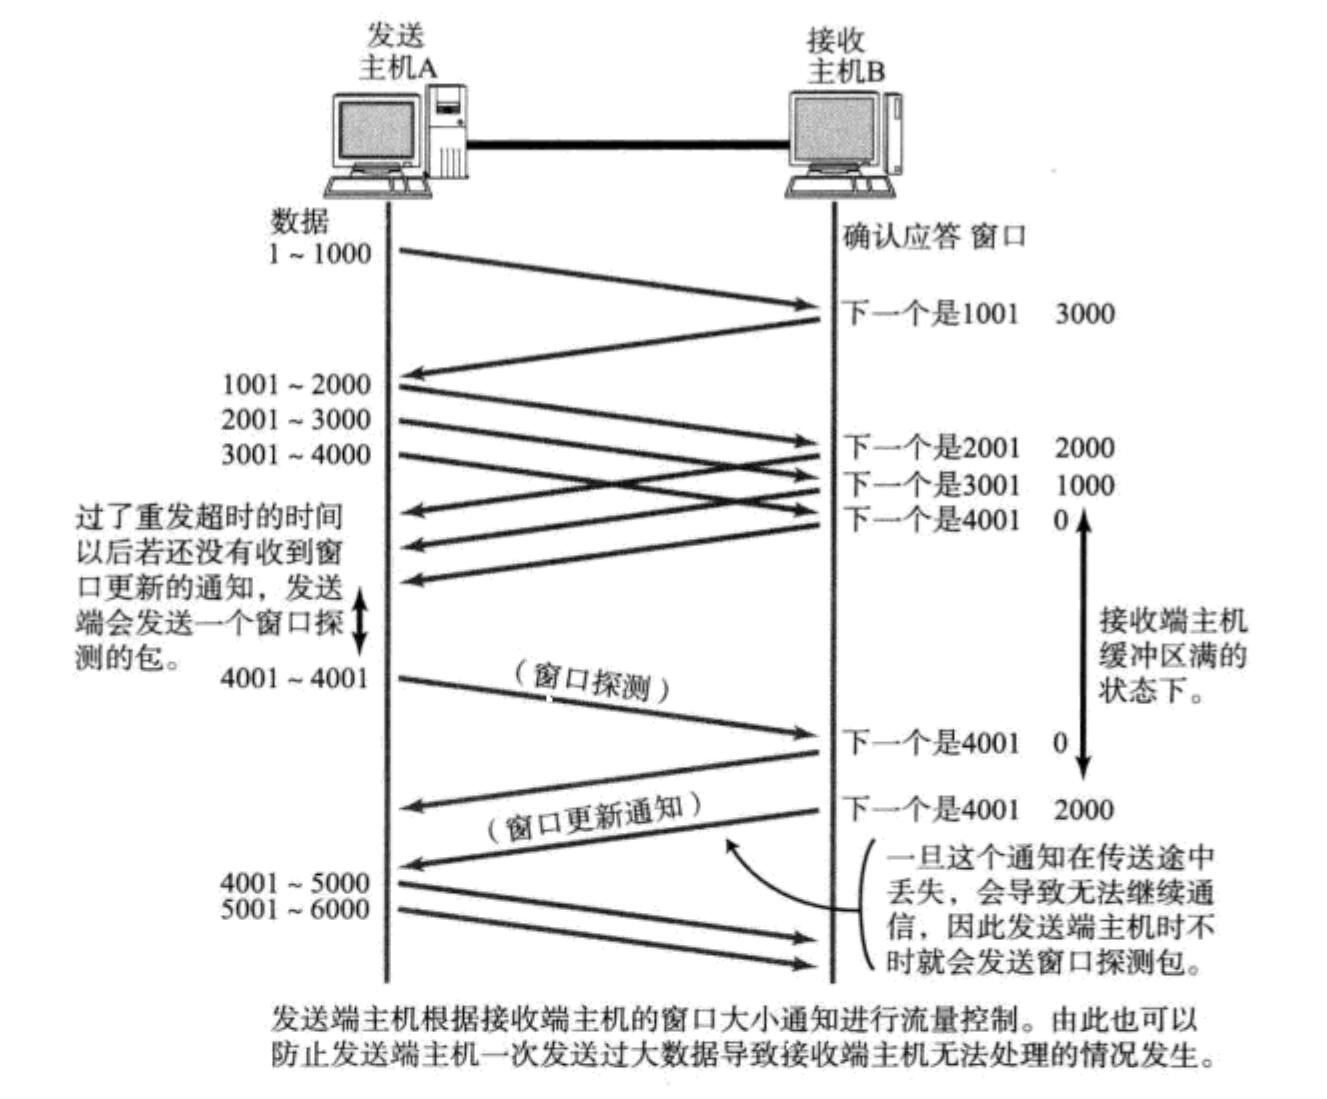 发送
主机A
接收
主机B
数据
确认应答 窗口
1 ~ 1000
下一个是1001 3000
1001 ~ 2000
2001 ~ 3000
3001 ~ 4000
下一个是2001 2000
下一个是3001 1000
下一个是4001 0
过了重发超时的时间
以后若还没有收到窗
口更新的通知，发送
端会发送一个窗口探
测的包。
接收端主机
缓冲区满的
状态下。
4001 ~ 4001
（窗口探测）
下一个是4001 0
（窗口更新通知）
下一个是4001 2000
4001 ~ 5000
5001 ~ 6000
一旦这个通知在传送途中
丢失，会导致无法继续通
信，因此发送端主机时不
时就会发送窗口探测包。
发送端主机根据接收端主机的窗口大小通知进行流量控制。由此也可以
防止发送端主机一次发送过大数据导致接收端主机无法处理的情况发生。